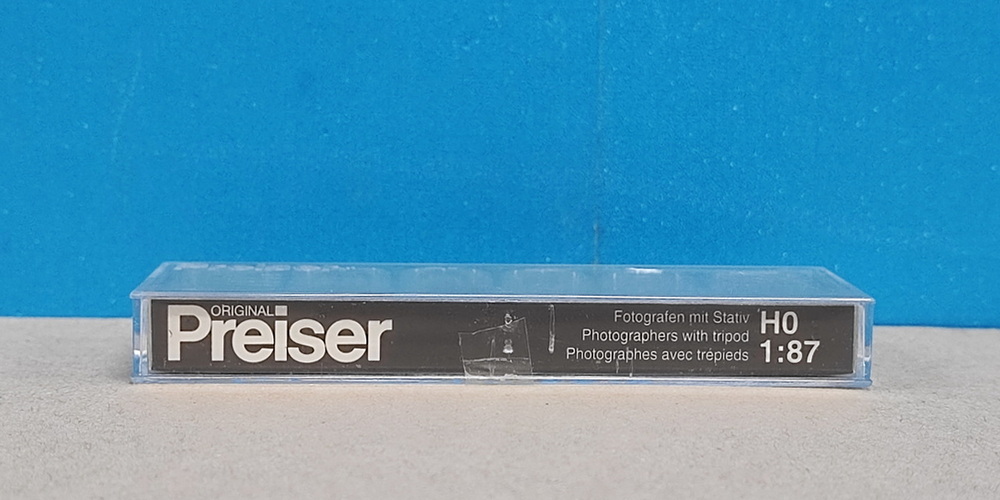 ORIGINAL
Preiser
Fotografen mit Stativ
Photographers with tripod
Photographes avec trépieds
H0
1:87